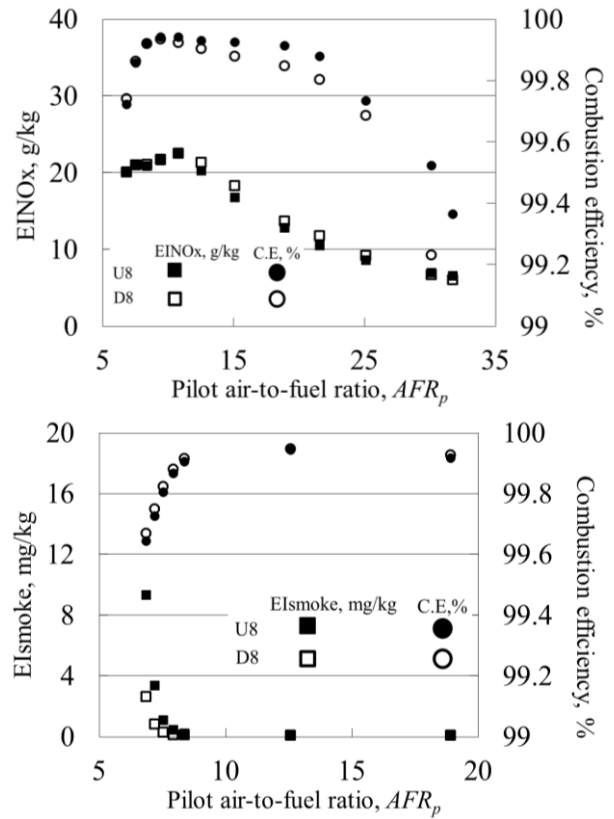 40
30
20
10
0
EINOx, g/kg
100
99.8
99.6
99.4
99.2
99
Combustion efficiency, %
EINOx, g/kg C.E, %
U8
D8
5 15 25 35
Pilot air-to-fuel ratio, AFRp
20
16
12
8
4
0
EIsmoke, mg/kg
100
99.8
99.6
99.4
99.2
99
Combustion efficiency, %
EIsmoke, mg/kg C.E,%
U8
D8
5 10 15 20
Pilot air-to-fuel ratio, AFRp